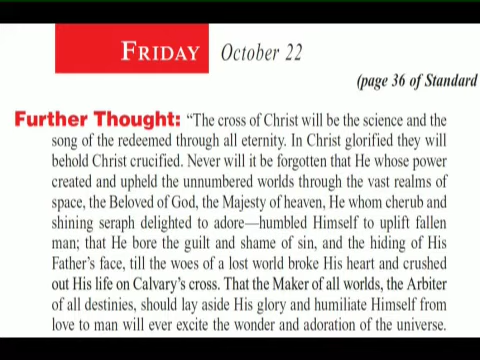 FRIDAY October 22
(page 36 of Standard
Further Thought: “The cross of Christ will be the science and the
song of the redeemed through all eternity. In Christ glorified they will
behold Christ crucified. Never will it be forgotten that He whose power
created and upheld the unnumbered worlds through the vast realms of
space, the Beloved of God, the Majesty of heaven, He whom cherub and
shining seraph delighted to adore—humbled Himself to uplift fallen
man; that He bore the guilt and shame of sin, and the hiding of His
Father’s face, till the woes of a lost world broke His heart and crushed
out His life on Calvary’s cross. That the Maker of all worlds, the Arbiter
of all destinies, should lay aside His glory and humiliate Himself from
love to man will ever excite the wonder and adoration of the universe.